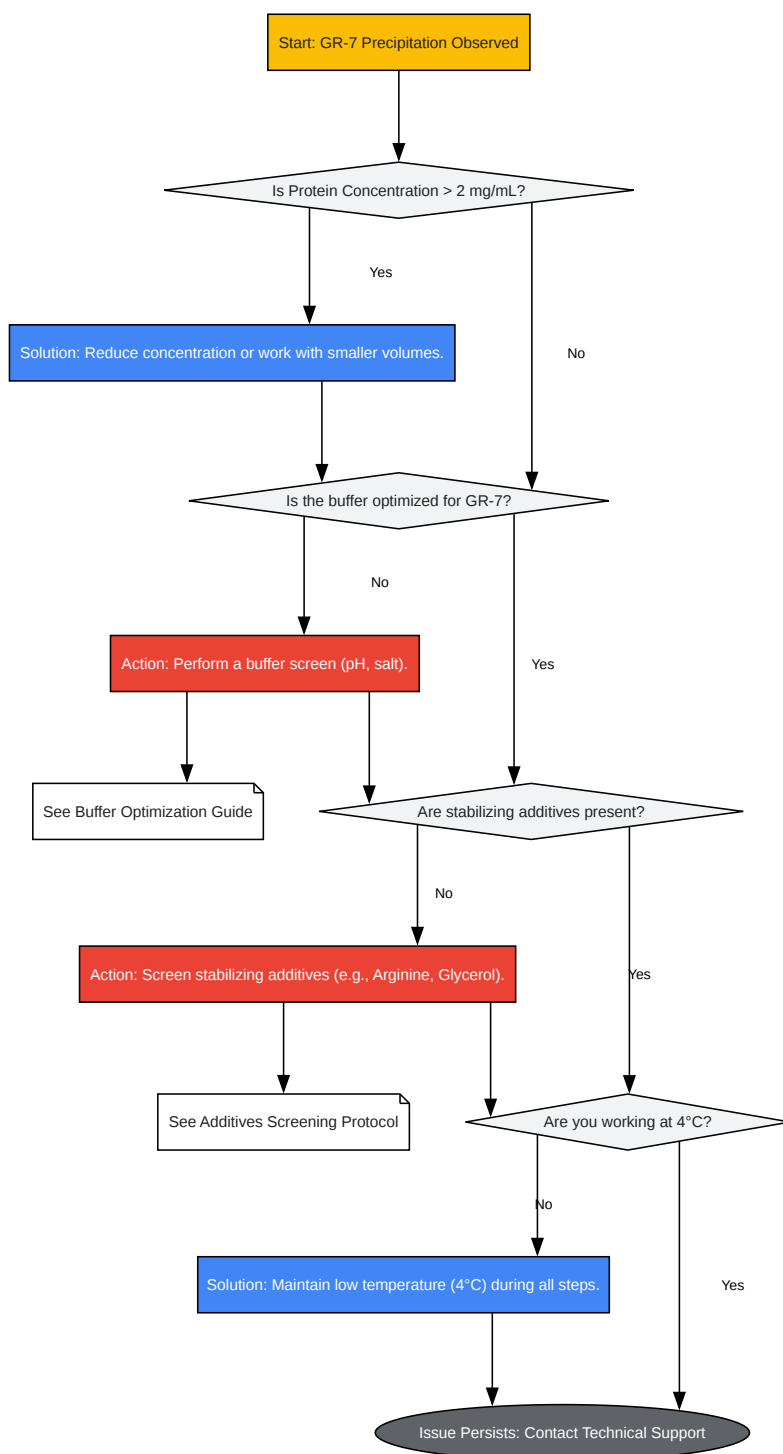 Start: GR-7 Precipitation Observed
Is Protein Concentration > 2 mg/mL?
Yes
Solution: Reduce concentration or work with smaller volumes.
No
Is the buffer optimized for GR-7?
No
Action: Perform a buffer screen (pH, salt).
Yes
See Buffer Optimization Guide
Are stabilizing additives present?
No
Action: Screen stabilizing additives (e.g., Arginine, Glycerol).
Yes
See Additives Screening Protocol
Are you working at 4°C?
No
Solution: Maintain low temperature (4°C) during all steps.
Yes
Issue Persists: Contact Technical Support